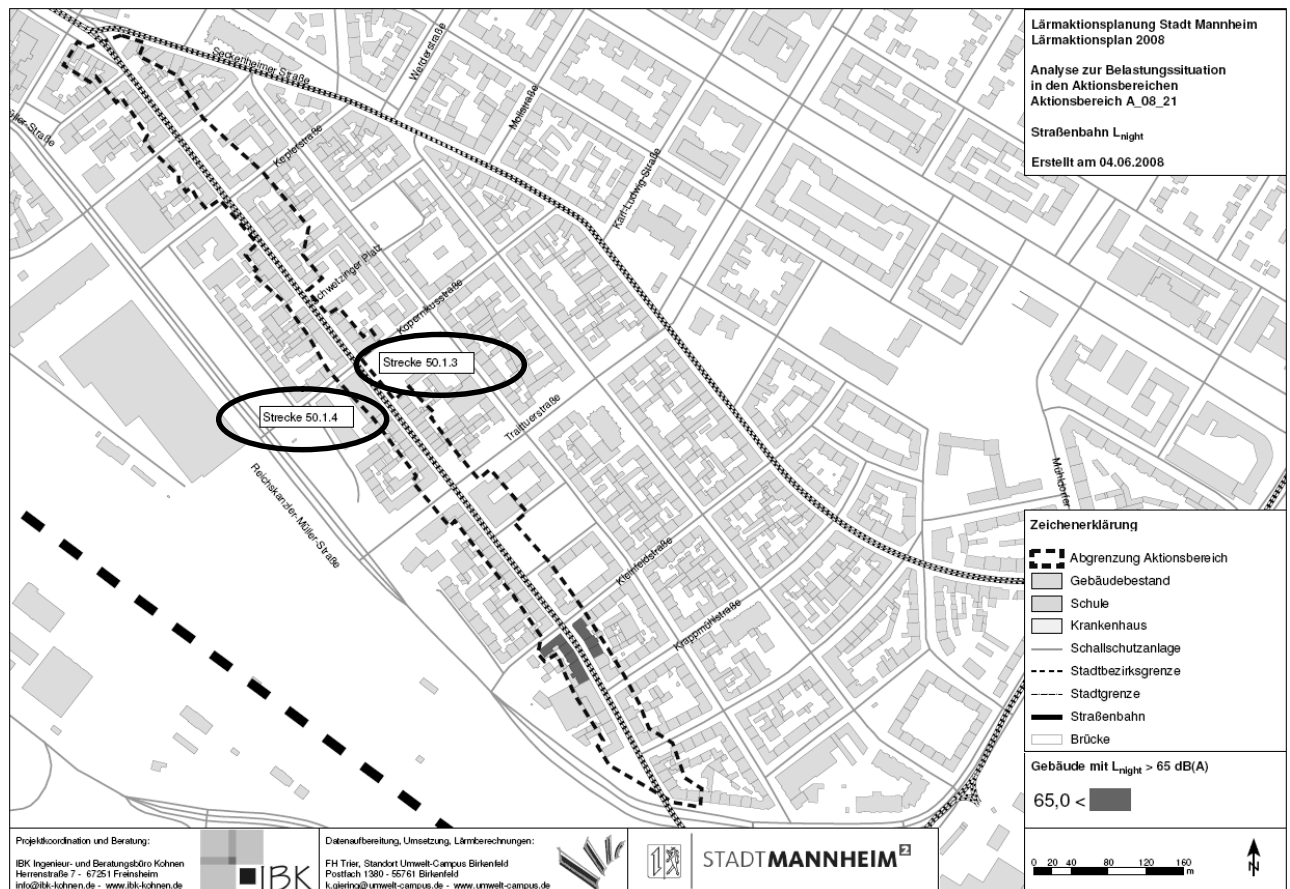 Lärmaktionsplanung Stadt Mannheim
Lärmaktionsplan 2008
Analyse zur Belastungssituation
in den Aktionsbereichen
Aktionsbereich A_08_21
Straßenbahn Lnight
Erstellt am 04.06.2008
Seckenheimer Straße
Welderstraße
Mollstraße
Keplerstraße
Karl-Ludwig-Straße
Schwetzinger Platz
Kopernikusstraße
Strecke 50.1.3
Strecke 50.1.4
Traitteurstraße
Reichskanzler-Müller-Straße
Mühldorfer
Kleinfeldstraße
Krappmühlstraße
Zeichenerklärung
Abgrenzung Aktionsbereich
Gebäudebestand
Schule
Krankenhaus
Schallschutzanlage
Stadtbezirksgrenze
Stadtgrenze
Straßenbahn
Brücke
Gebäude mit Lnight > 65 dB(A)
65,0 <
Projektkoordination und Beratung:
IBK Ingenieur- und Beratungsbüro Kohnen
Herrenstraße 7 - 67251 Freinsheim
info@ibk-kohnen.de - www.ibk-kohnen.de
IBK
Datenaufbereitung, Umsetzung, Lärmberechnungen:
FH Trier, Standort Umwelt-Campus Birkenfeld
Postfach 1380 - 55761 Birkenfeld
k.giering@umwelt-campus.de - www.umwelt-campus.de
STADTMANNHEIM²
0 20 40 80 120 160
m
N